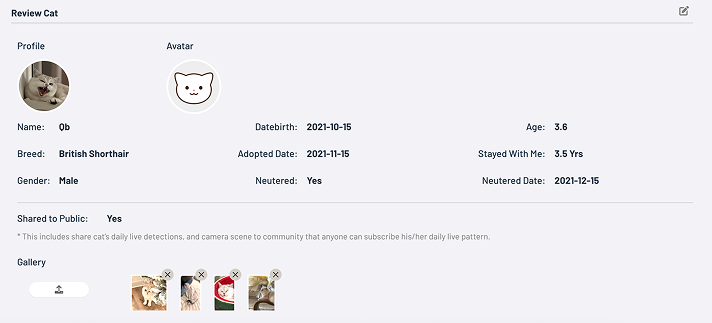 Review Cat
Profile Avatar
Name: Qb Datebirth: 2021-10-15 Age: 3.6
Breed: British Shorthair Adopted Date: 2021-11-15 Stayed With Me: 3.5 Yrs
Gender: Male Neutered: Yes Neutered Date: 2021-12-15
Shared to Public: Yes
* This includes share cat's daily live detections, and camera scene to community that anyone can subscribe his/her daily live pattern.
Gallery